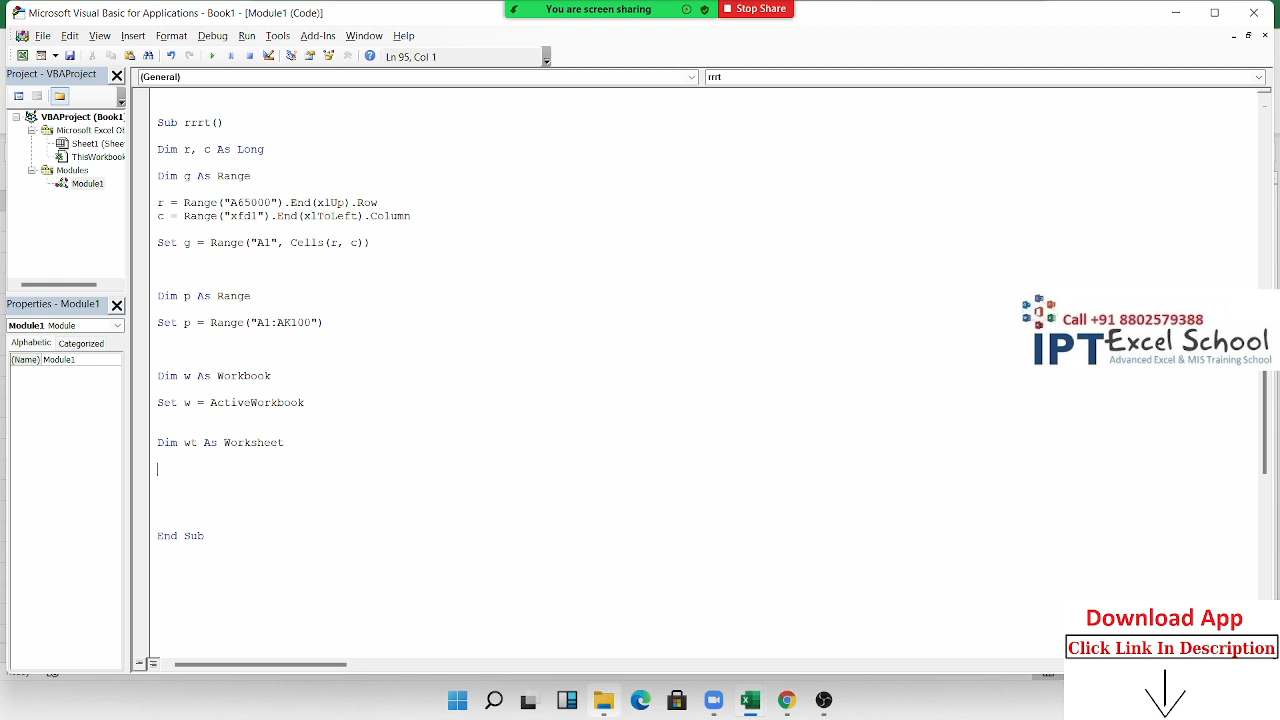 You are screen sharing
Stop Share
Microsoft Visual Basic for Applications - Book1 - [Module1 (Code)]
File Edit View Insert Format Debug Run Tools Add-Ins Window Help
Ln 95, Col 1
Project - VBAProject
(General)
rrrt
VBAProject (Book1
Microsoft Excel Ob
Sheet1 (Shee
ThisWorkbook
Modules
Module1
Sub rrrt()
Dim r, c As Long
Dim g As Range
r = Range("A65000").End(xlUp).Row
c = Range("xfd1").End(xlToLeft).Column
Set g = Range("A1", Cells(r, c))
Dim p As Range
Set p = Range("A1:AK100")
Dim w As Workbook
Set w = ActiveWorkbook
Dim wt As Worksheet
End Sub
Properties - Module1
Module1 Module
Alphabetic Categorized
(Name) Module1
Call +91 8802579388
IPT Excel School
Advanced Excel & MIS Training School
Download App
Click Link In Description